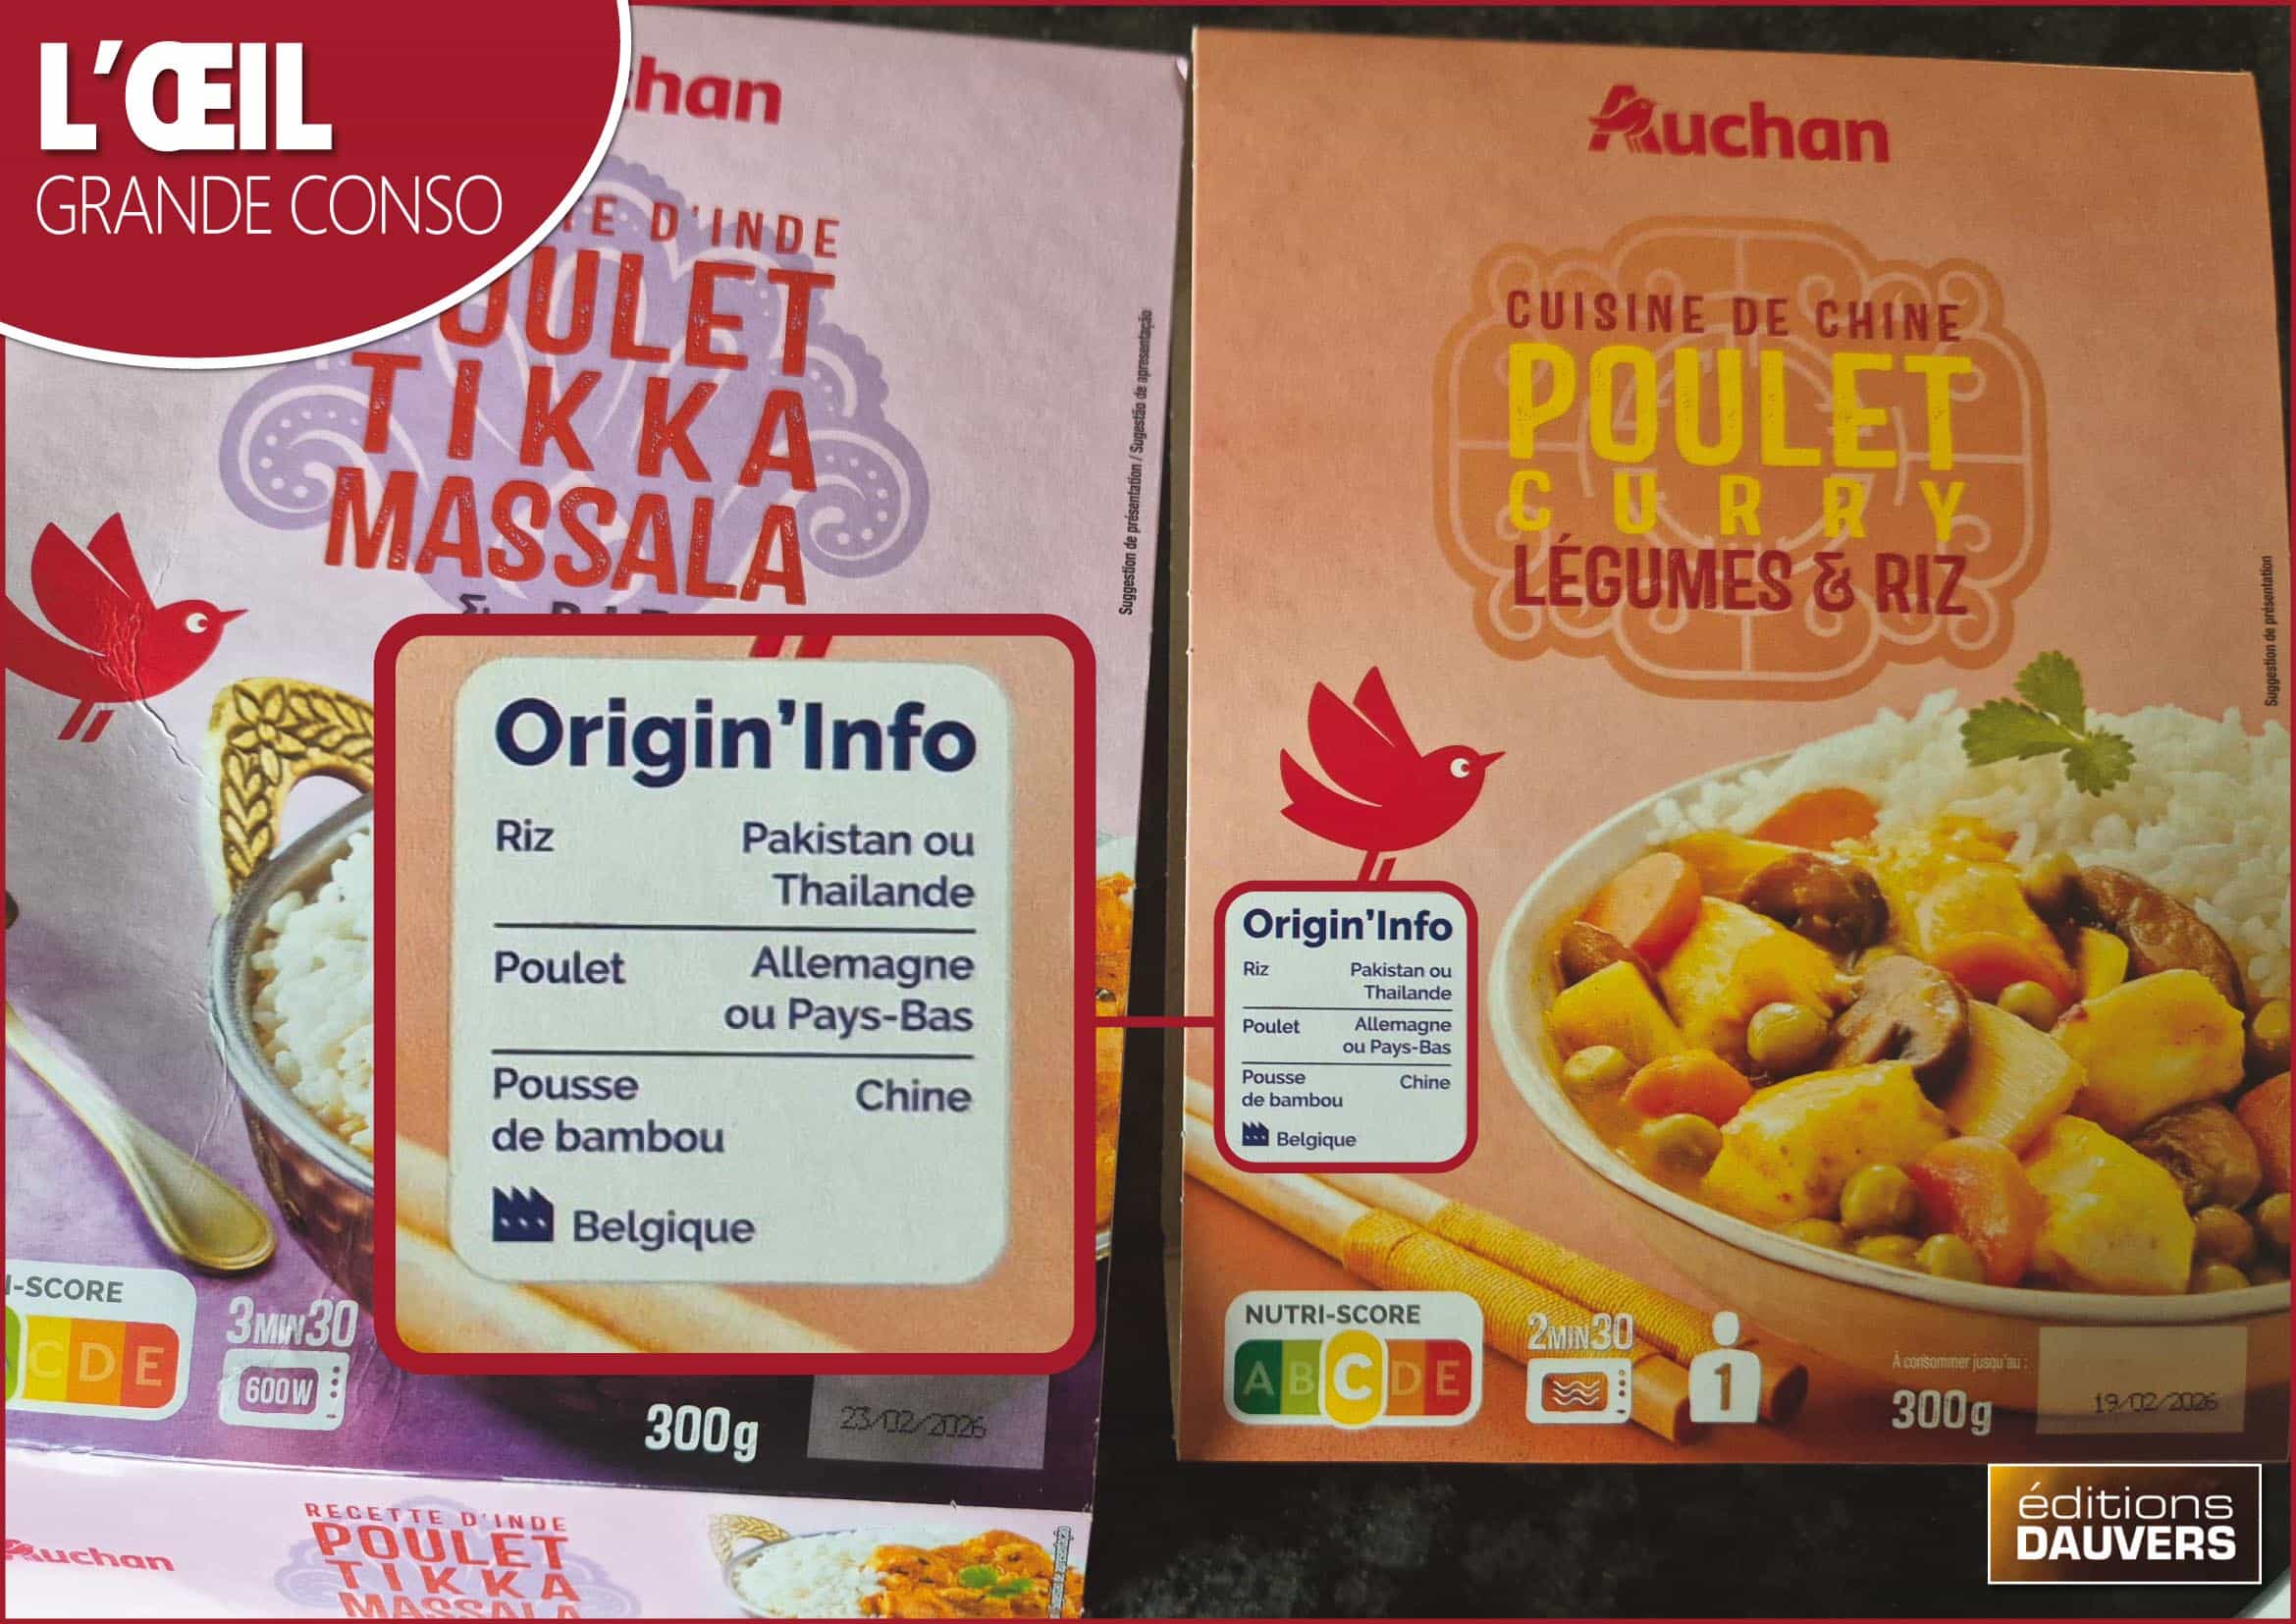 L'ŒIL
GRANDE CONSO
chan
E D'INDE
OULET
TIKKA
MASSALA
Suggestion de présentation / Sugestão de apresentação
Origin'Info
Riz Pakistan ou
Thailande
Poulet Allemagne
ou Pays-Bas
Pousse Chine
de bambou
Belgique
I-SCORE
C D E
3MIN30
600W
300g
23/02/2026
RECETTE D'INDE
POULET
TIKKA
MASSALA
Auchan
Auchan
CUISINE DE CHINE
POULET
CURRY
LÉGUMES & RIZ
Suggestion de présentation
Origin'Info
Riz Pakistan ou
Thailande
Poulet Allemagne
ou Pays-Bas
Pousse Chine
de bambou
Belgique
NUTRI-SCORE
A B C D E
2MIN30
1
À consommer jusqu'au :
300g
19/02/2026
éditions
DAUVERS